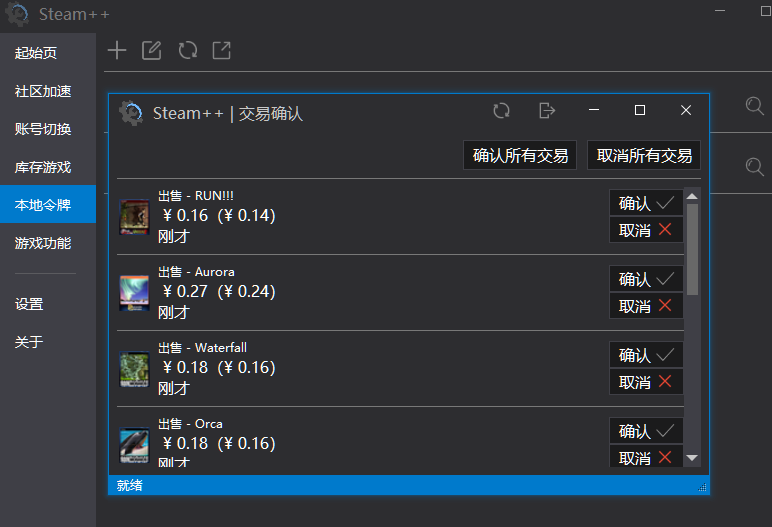 Steam++
起始页
社区加速
账号切换
库存游戏
本地令牌
游戏功能
设置
关于
Steam++ | 交易确认
确认所有交易
取消所有交易
出售 - RUN!!!
¥ 0.16 (¥ 0.14)
刚才
确认
取消
出售 - Aurora
¥ 0.27 (¥ 0.24)
刚才
确认
取消
出售 - Waterfall
¥ 0.18 (¥ 0.16)
刚才
确认
取消
出售 - Orca
¥ 0.18 (¥ 0.16)
刚才
确认
取消
就绪